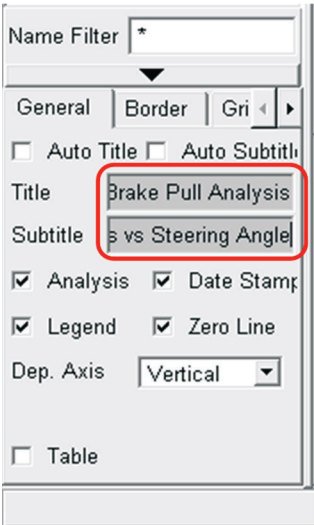 Name Filter *
General Border Gri
Auto Title Auto Subtitl
Title Brake Pull Analysis
Subtitle s vs Steering Angle
Analysis Date Stamp
Legend Zero Line
Dep. Axis Vertical
Table